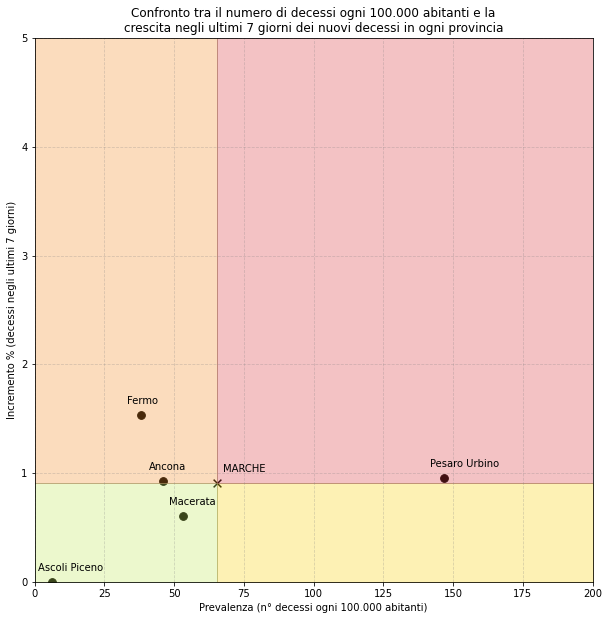 Confronto tra il numero di decessi ogni 100.000 abitanti e la
crescita negli ultimi 7 giorni dei nuovi decessi in ogni provincia
5
4
3
2
1
0
Incremento % (decessi negli ultimi 7 giorni)
Fermo
Ancona
MARCHE
Pesaro Urbino
Macerata
Ascoli Piceno
0 25 50 75 100 125 150 175 200
Prevalenza (n° decessi ogni 100.000 abitanti)